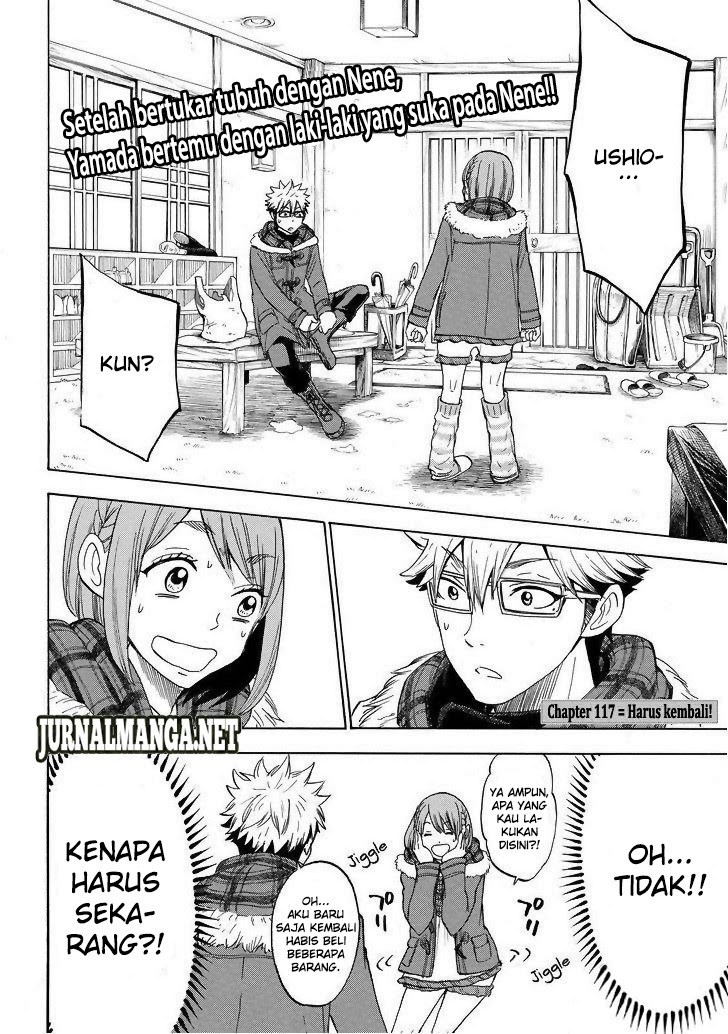 Setelah bertukar tubuh dengan Nene,
Yamada bertemu dengan laki-laki yang suka pada Nene!!
USHIO-
...
KUN?
Chapter 117 = Harus kembali!
JURNALMANGA.NET
OH...
TIDAK!!
YA AMPUN,
APA YANG
KAU LA-
KUKAN
DISINI?!
Jiggle
Jiggle
OH...
AKU BARU
SAJA KEMBALI
HABIS BELI
BEBERAPA
BARANG.
KENAPA
HARUS
SEKA-
RANG?!